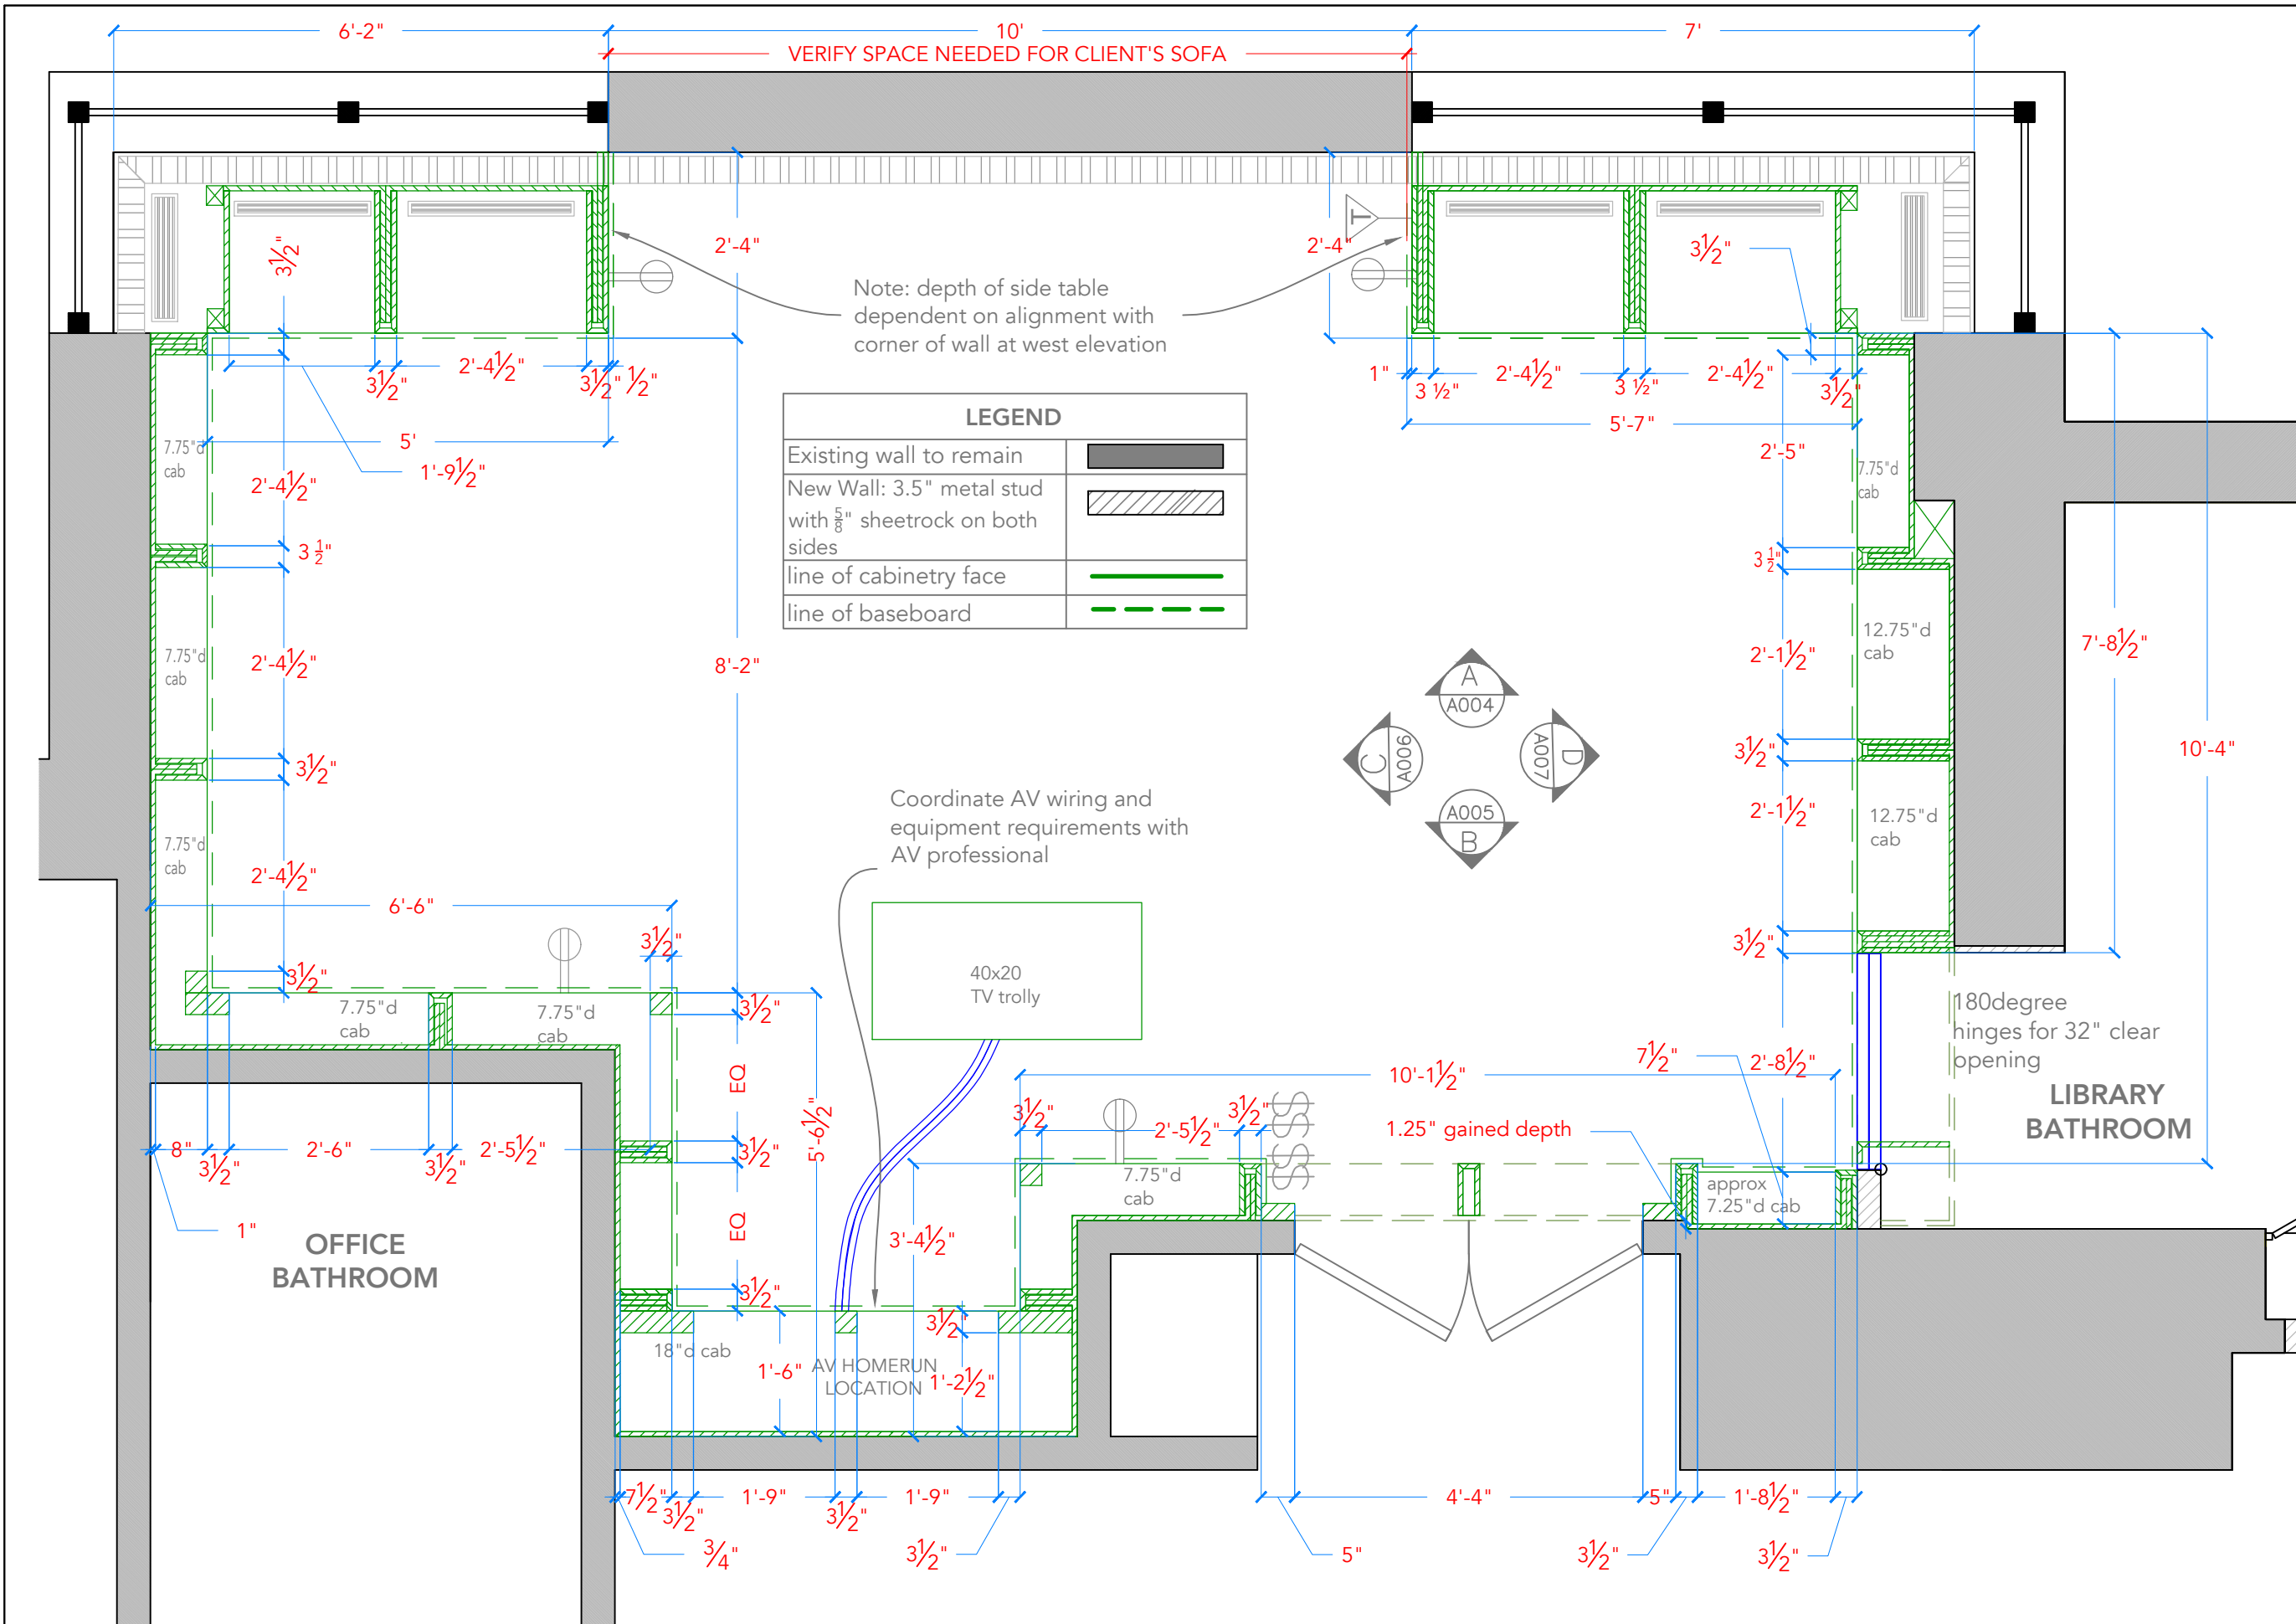 6'-2"
10'
7'
VERIFY SPACE NEEDED FOR CLIENT'S SOFA
3½"
2'-4"
2'-4"
T
3½"
Note: depth of side table
dependent on alignment with
corner of wall at west elevation
3½"
2'-4½"
3½"
½"
1"
3 ½"
2'-4½"
3 ½"
2'-4½"
3½"
5'
1'-9½"
5'-7"
LEGEND
Existing wall to remain
New Wall: 3.5" metal stud
with ⅝" sheetrock on both
sides
line of cabinetry face
line of baseboard
7.75"d
cab
2'-4½"
3 ½"
7.75"d
cab
2'-4½"
3½"
7.75"d
cab
2'-4½"
3½"
8'-2"
2'-5"
7.75"d
cab
3 ½"
12.75"d
cab
2'-1½"
3½"
2'-1½"
12.75"d
cab
3½"
7'-8½"
10'-4"
A
A004
C
A006
A007
D
A005
B
Coordinate AV wiring and
equipment requirements with
AV professional
6'-6"
3½"
40x20
TV trolly
7.75"d
cab
7.75"d
cab
3½"
EQ
3½"
EQ
3½"
5'-6½"
180degree
hinges for 32" clear
opening
LIBRARY
BATHROOM
7½"
2'-8½"
10'-1½"
3½"
2'-5½"
3½"
$$
$$
1.25" gained depth
7.75"d
cab
approx
7.25"d cab
8"
3½"
2'-6"
3½"
2'-5½"
1"
OFFICE
BATHROOM
3'-4½"
3½"
18"d cab
1'-6"
AV HOMERUN
LOCATION
1'-2½"
7½"
3½"
1'-9"
3½"
1'-9"
4'-4"
5"
1'-8½"
3/4"
3½"
5"
3½"
3½"